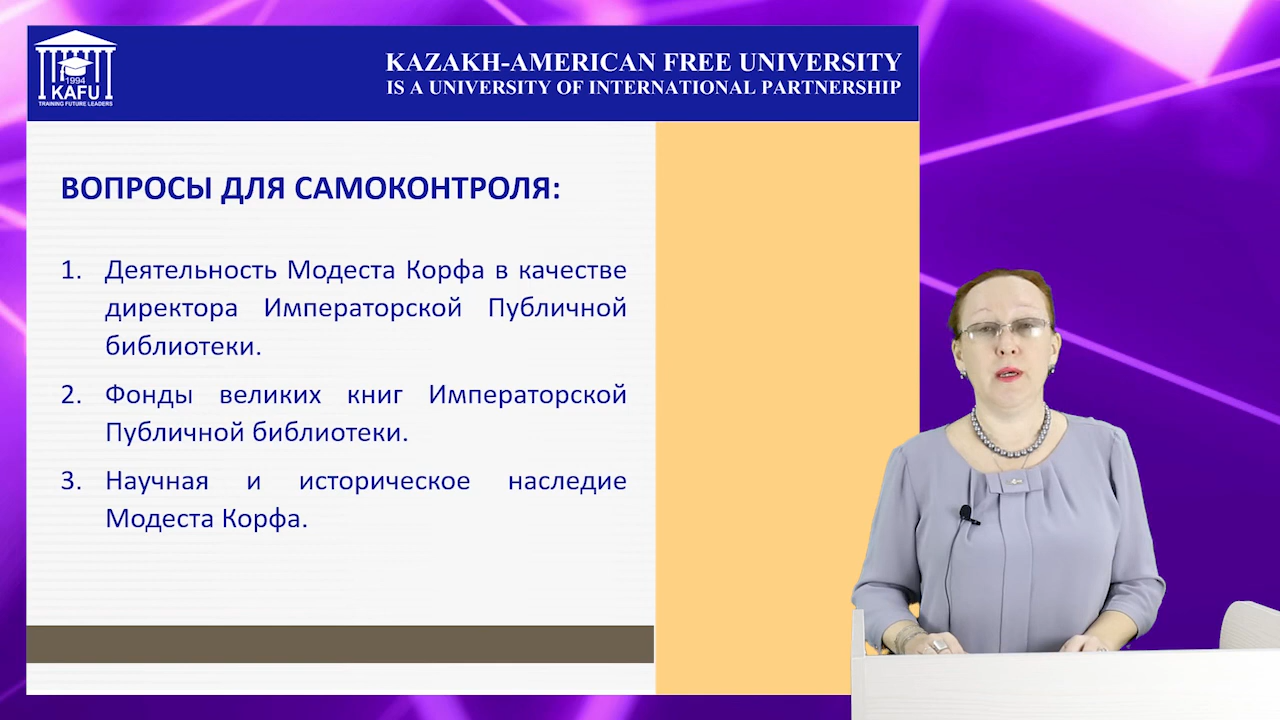 1994
KAFU
TRAINING FUTURE LEADERS
KAZAKH-AMERICAN FREE UNIVERSITY
IS A UNIVERSITY OF INTERNATIONAL PARTNERSHIP
ВОПРОСЫ ДЛЯ САМОКОНТРОЛЯ:
1. Деятельность Модеста Корфа в качестве
директора Императорской Публичной
библиотеки.
2. Фонды великих книг Императорской
Публичной библиотеки.
3. Научная и историческое наследие
Модеста Корфа.